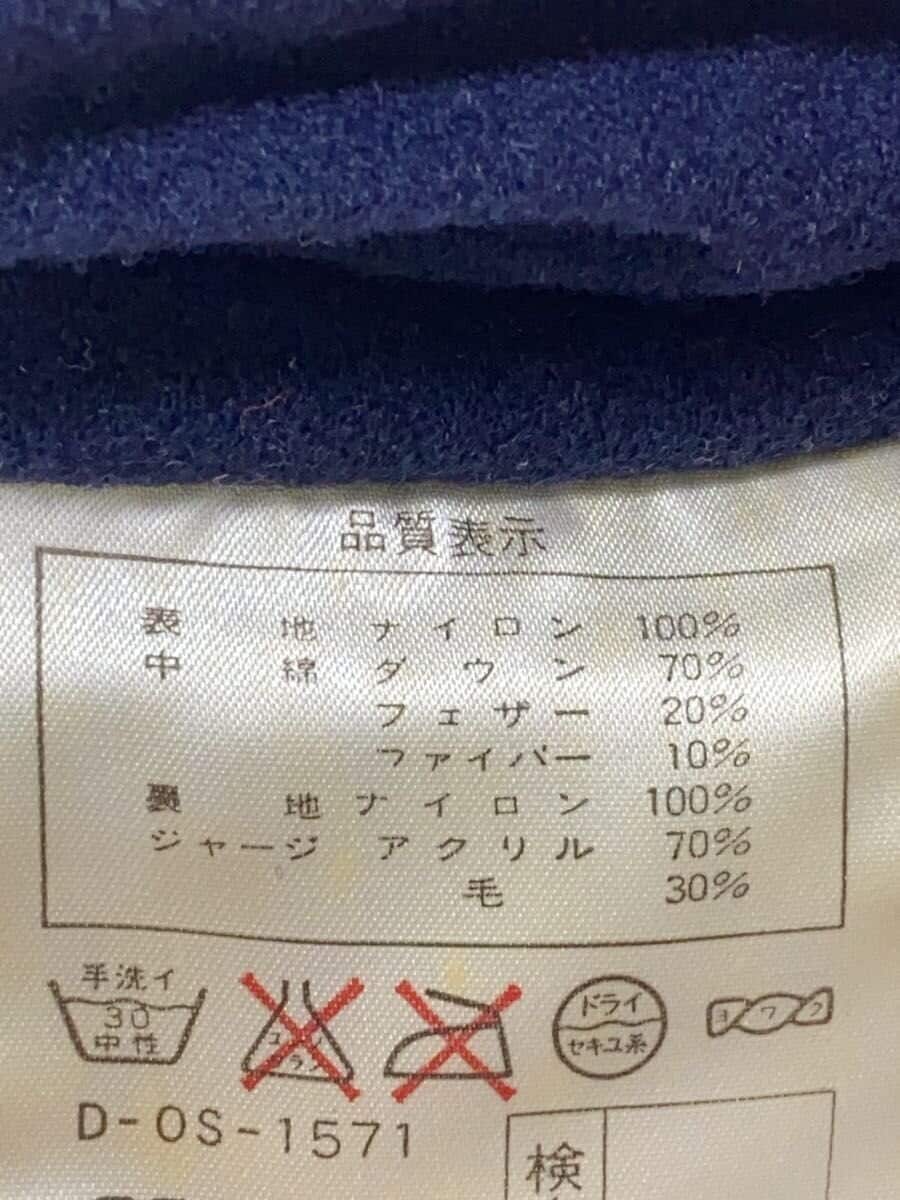 品質表示
表 地 ナイロン 100%
中 綿 ダウン 70%
フェザー 20%
ファイバー 10%
裏 地 ナイロン 100%
ジャージ アクリル 70%
毛 30%
手洗イ
30
中性
ドライ
セキユ系
ヨワク
D-OS-1571
検